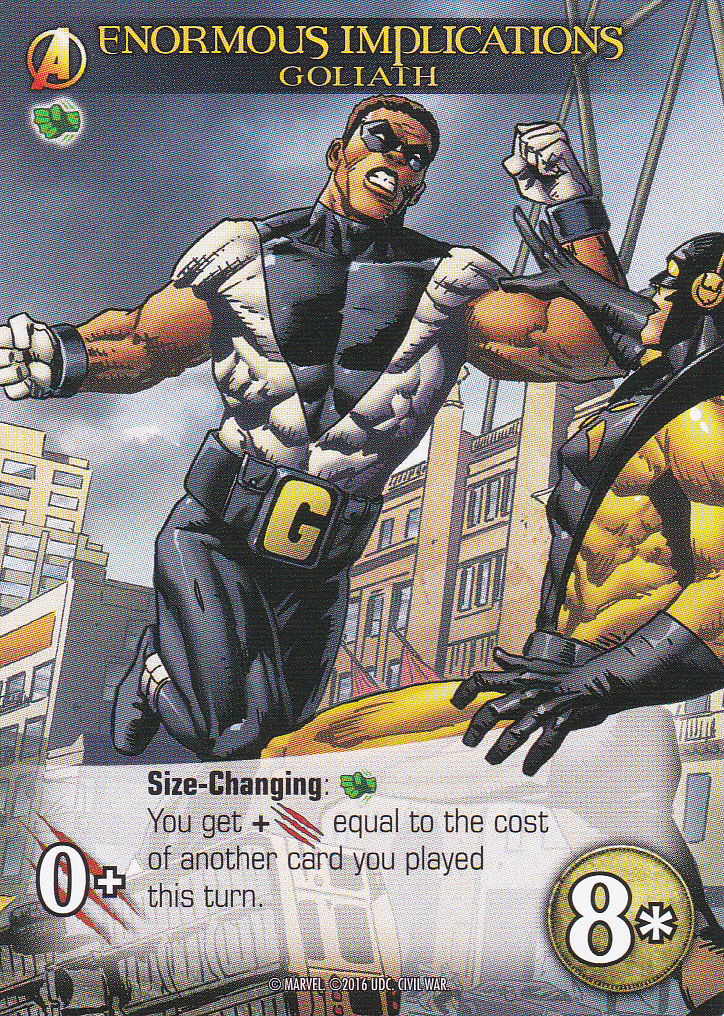 ENORMOUS IMPLICATIONS
GOLIATH
G
Size-Changing:
You get + equal to the cost
of another card you played
this turn.
0+
8*
© MARVEL. © 2016 UDC. CIVIL WAR.